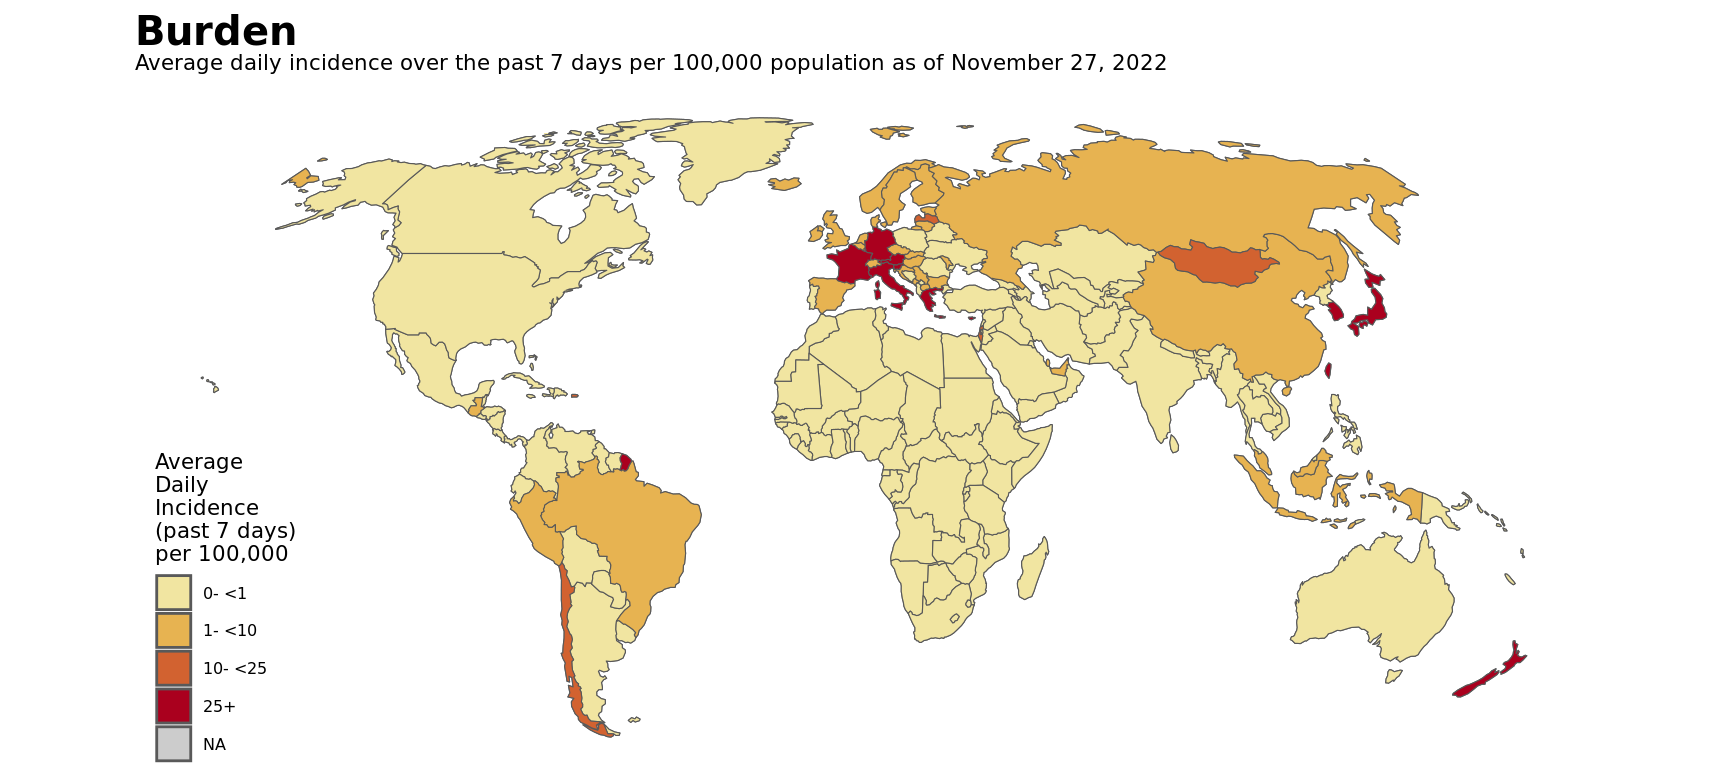 Burden
Average daily incidence over the past 7 days per 100,000 population as of November 27, 2022
Average
Daily
Incidence
(past 7 days)
per 100,000
0- <1
1- <10
10- <25
25+
NA